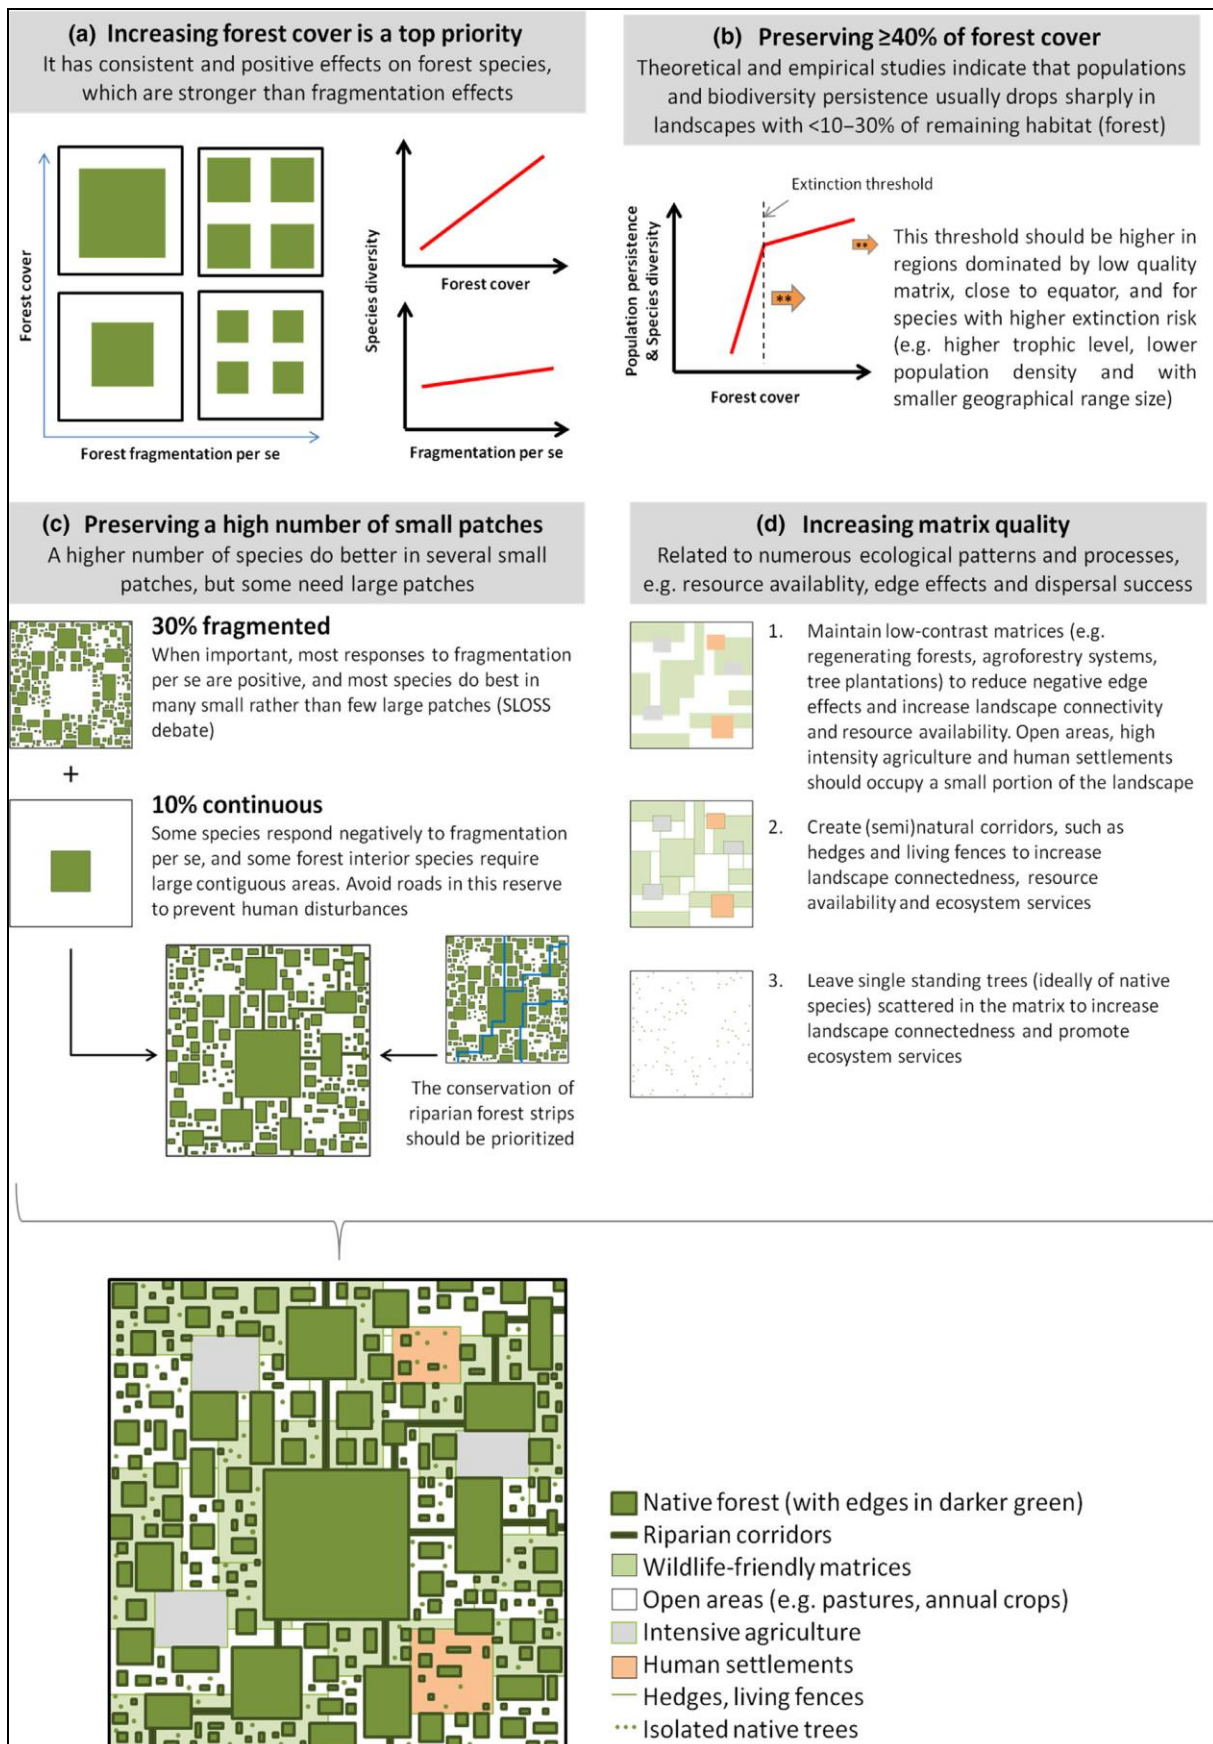 (a) Increasing forest cover is a top priority
It has consistent and positive effects on forest species,
which are stronger than fragmentation effects
Forest cover
Forest fragmentation per se
Species diversity
Forest cover
Fragmentation per se
(b) Preserving ≥40% of forest cover
Theoretical and empirical studies indicate that populations
and biodiversity persistence usually drops sharply in
landscapes with <10–30% of remaining habitat (forest)
Extinction threshold
Population persistence
& Species diversity
**
**
Forest cover
This threshold should be higher in
regions dominated by low quality
matrix, close to equator, and for
species with higher extinction risk
(e.g. higher trophic level, lower
population density and with
smaller geographical range size)
(c) Preserving a high number of small patches
A higher number of species do better in several small
patches, but some need large patches
30% fragmented
When important, most responses to fragmentation
per se are positive, and most species do best in
many small rather than few large patches (SLOSS
debate)
+
10% continuous
Some species respond negatively to fragmentation
per se, and some forest interior species require
large contiguous areas. Avoid roads in this reserve
to prevent human disturbances
The conservation of
riparian forest strips
should be prioritized
(d) Increasing matrix quality
Related to numerous ecological patterns and processes,
e.g. resource availablity, edge effects and dispersal success
1. Maintain low-contrast matrices (e.g.
regenerating forests, agroforestry systems,
tree plantations) to reduce negative edge
effects and increase landscape connectivity
and resource availability. Open areas, high
intensity agriculture and human settlements
should occupy a small portion of the landscape
2. Create (semi)natural corridors, such as
hedges and living fences to increase
landscape connectedness, resource
availability and ecosystem services
3. Leave single standing trees (ideally of native
species) scattered in the matrix to increase
landscape connectedness and promote
ecosystem services
Native forest (with edges in darker green)
Riparian corridors
Wildlife-friendly matrices
Open areas (e.g. pastures, annual crops)
Intensive agriculture
Human settlements
Hedges, living fences
Isolated native trees